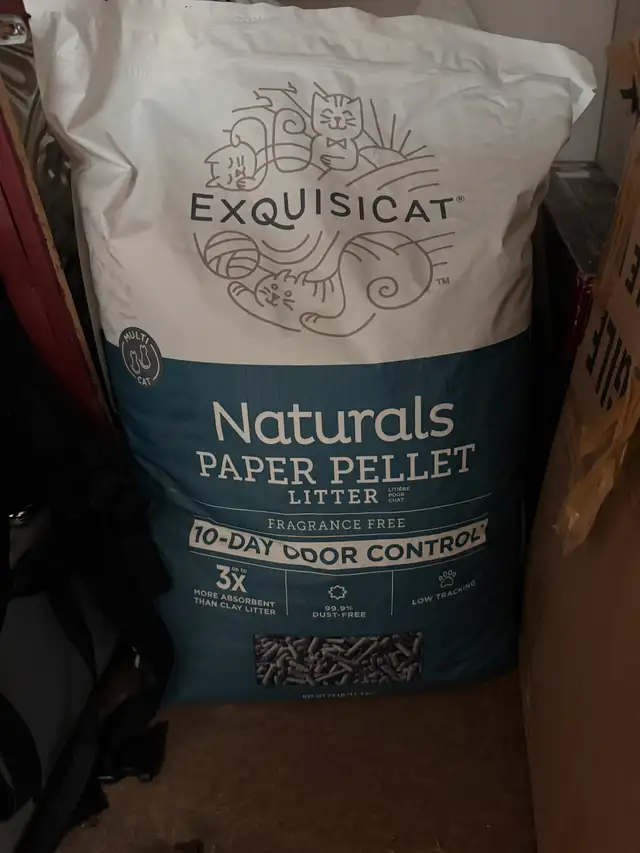 EXQUISICAT®
TM
MULTI
CAT
Naturals
PAPER PELLET
LITTER
LITIÈRE
POUR
CHAT
FRAGRANCE FREE
10-DAY ODOR CONTROL*
up to
3X
MORE ABSORBENT
THAN CLAY LITTER
99.9%
DUST-FREE
LOW TRACKING